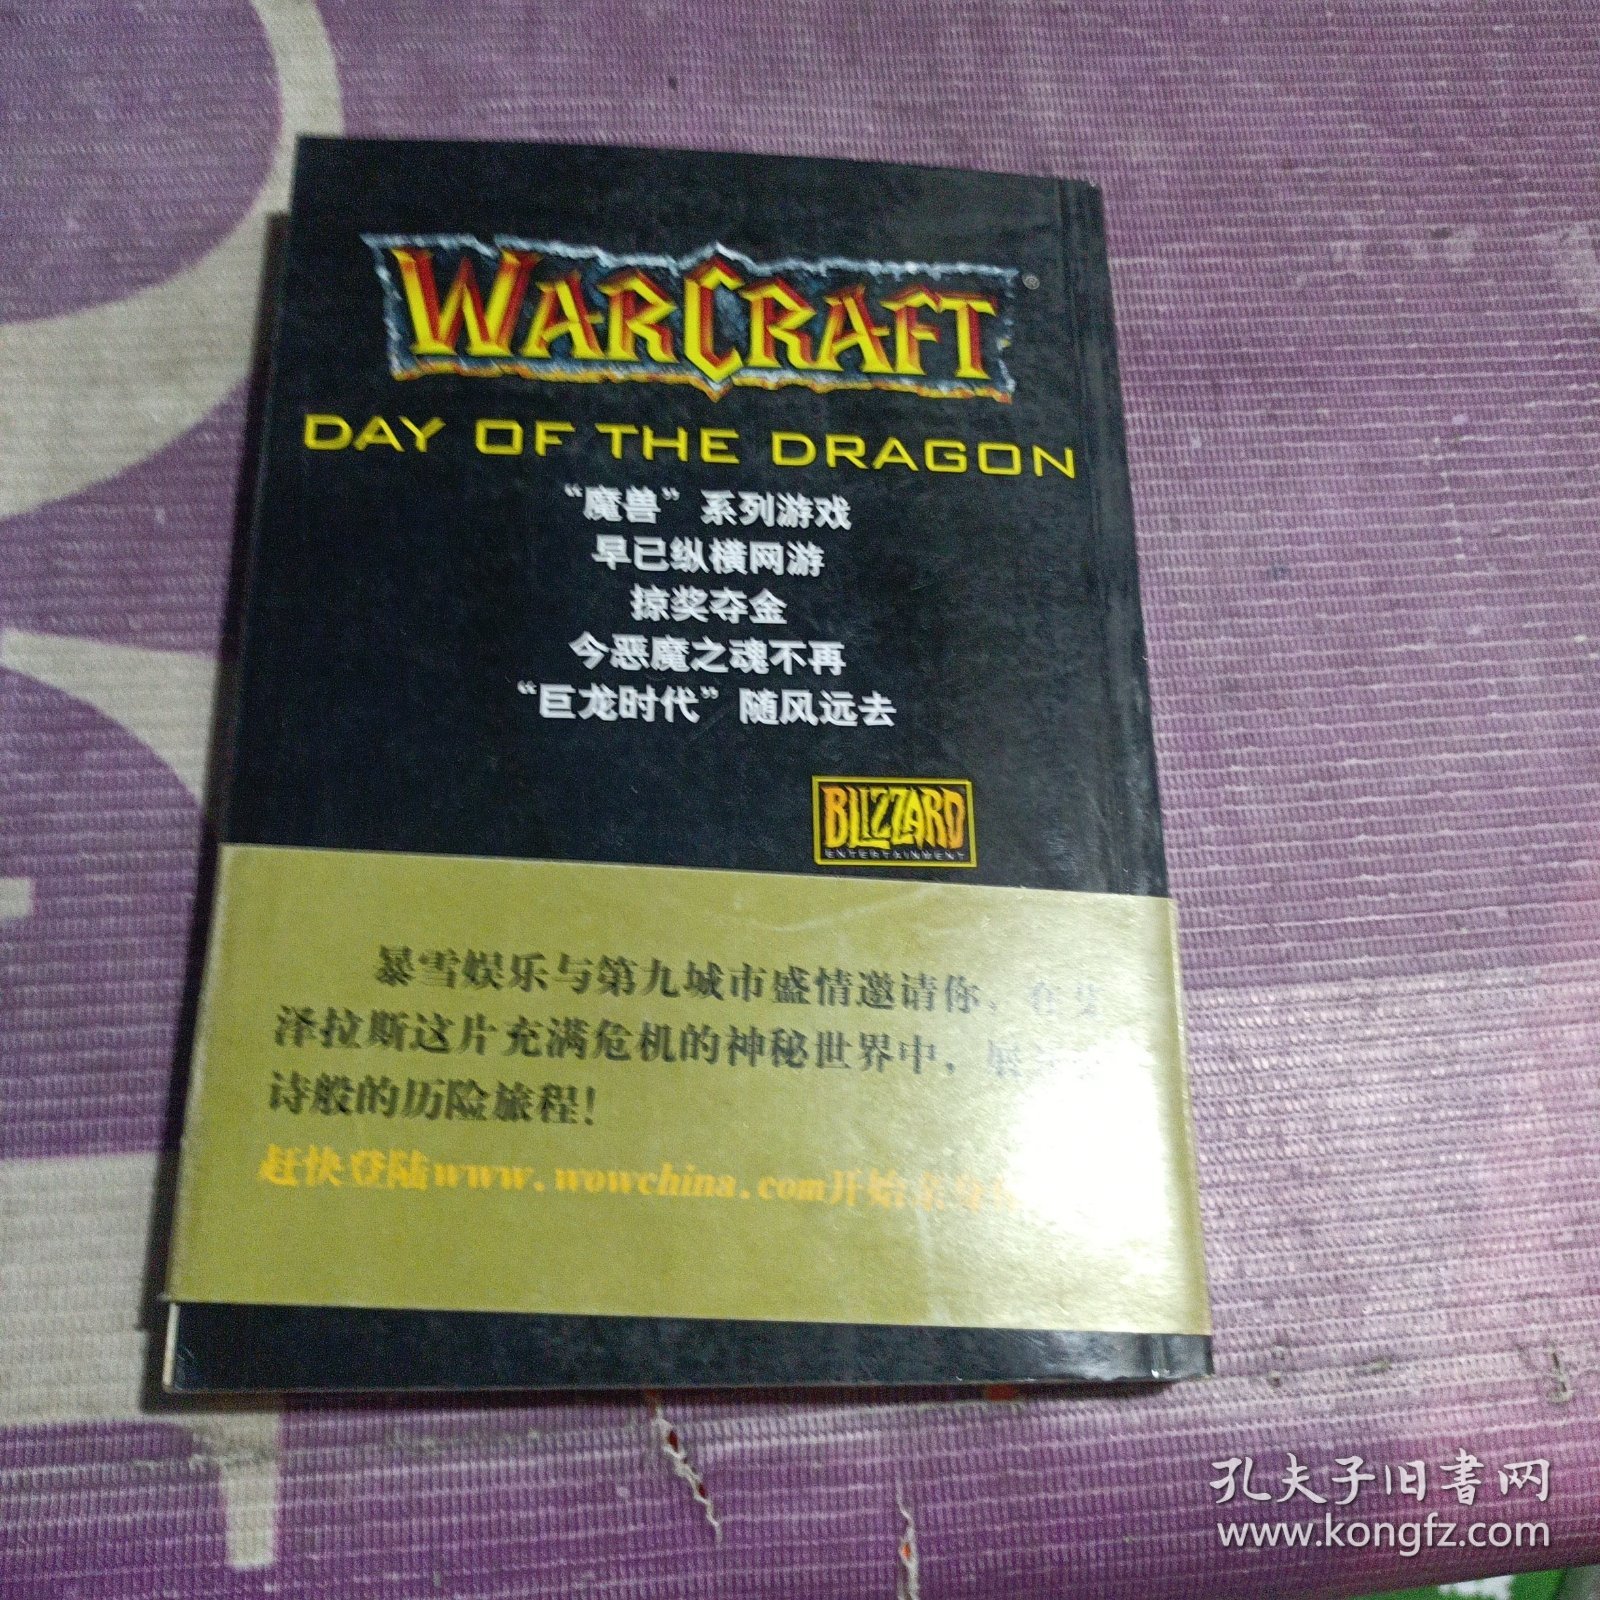 WARCRAFT®
DAY OF THE DRAGON
“魔兽”系列游戏
早已纵横网游
掠奖夺金
今恶魔之魂不再
“巨龙时代”随风远去
BLIZZARD
ENTERTAINMENT
暴雪娱乐与第九城市盛情邀请你，在艾
泽拉斯这片充满危机的神秘世界中，展
诗般的历险旅程！
赶快登陆www.wowchina.com开始亲身
孔夫子旧书网
www.kongfz.com